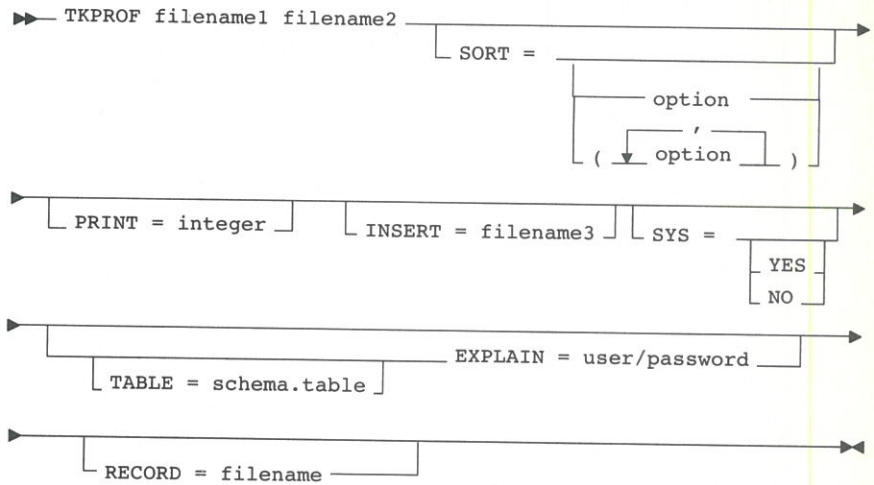 TKPROF filename1 filename2
SORT =
option
,
( option )
PRINT = integer
INSERT = filename3
SYS =
YES
NO
EXPLAIN = user/password
TABLE = schema.table
RECORD = filename